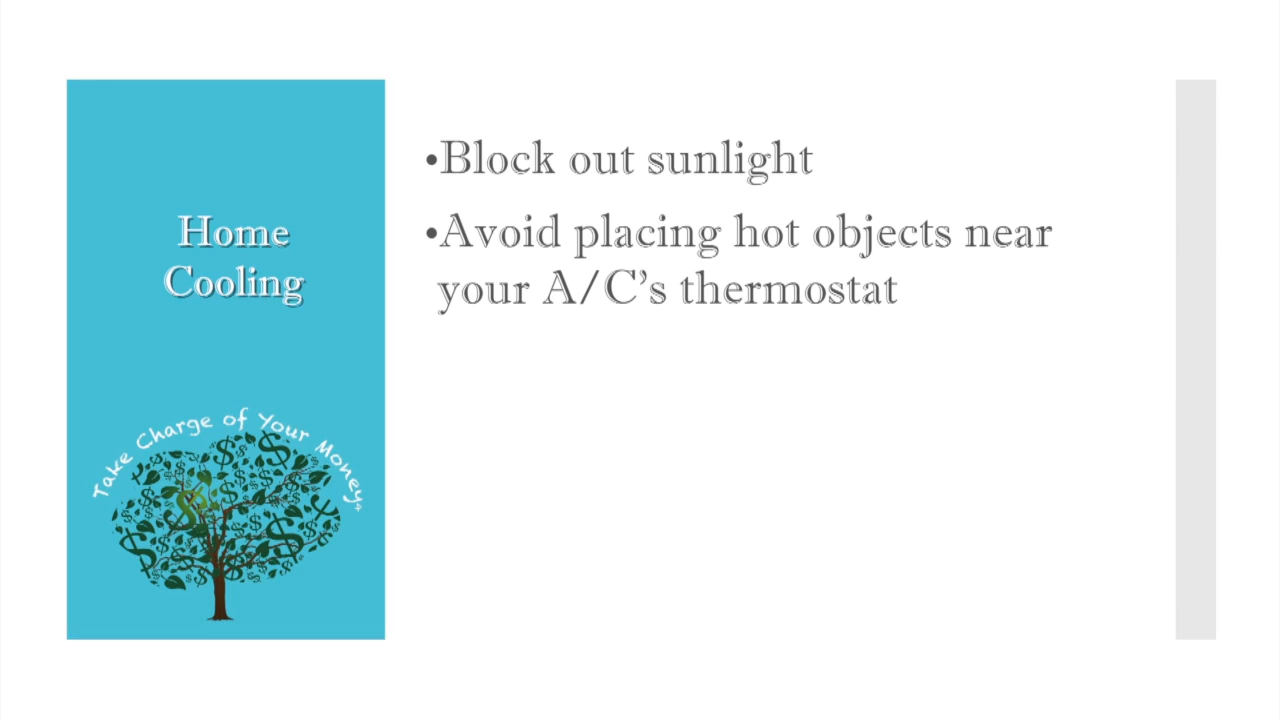 Home
Cooling
Take Charge of Your Money
•Block out sunlight
•Avoid placing hot objects near
your A/C’s thermostat